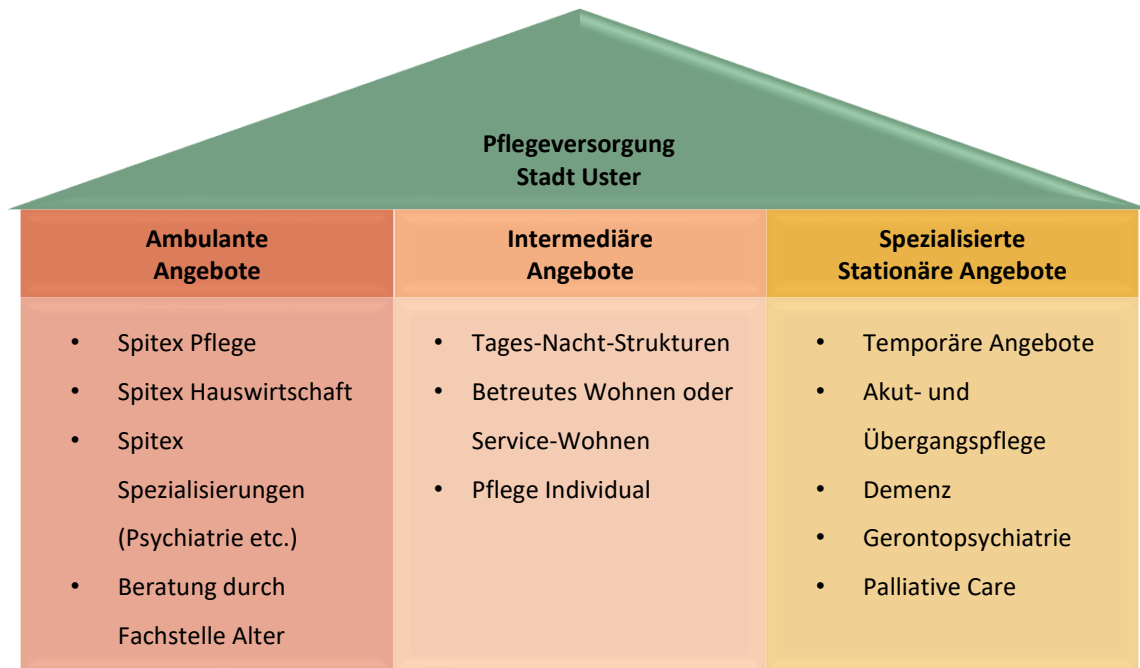 Pflegeversorgung
Stadt Uster
Ambulante
Angebote
• Spitex Pflege
• Spitex Hauswirtschaft
• Spitex
Spezialisierungen
(Psychiatrie etc.)
• Beratung durch
Fachstelle Alter
Intermediäre
Angebote
• Tages-Nacht-Strukturen
• Betreutes Wohnen oder
Service-Wohnen
• Pflege Individual
Spezialisierte
Stationäre Angebote
• Temporäre Angebote
• Akut- und
Übergangspflege
• Demenz
• Gerontopsychiatrie
• Palliative Care